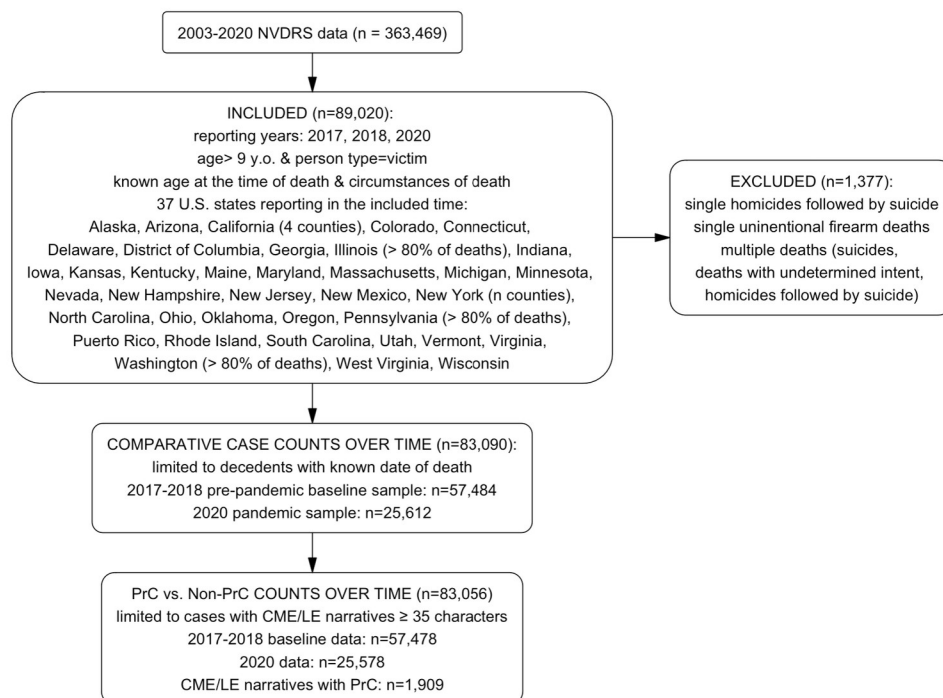 2003-2020 NVDRS data (n = 363,469)
INCLUDED (n=89,020):
reporting years: 2017, 2018, 2020
age> 9 y.o. & person type=victim
known age at the time of death & circumstances of death
37 U.S. states reporting in the included time:
Alaska, Arizona, California (4 counties), Colorado, Connecticut,
Delaware, District of Columbia, Georgia, Illinois (> 80% of deaths), Indiana,
Iowa, Kansas, Kentucky, Maine, Maryland, Massachusetts, Michigan, Minnesota,
Nevada, New Hampshire, New Jersey, New Mexico, New York (n counties),
North Carolina, Ohio, Oklahoma, Oregon, Pennsylvania (> 80% of deaths),
Puerto Rico, Rhode Island, South Carolina, Utah, Vermont, Virginia,
Washington (> 80% of deaths), West Virginia, Wisconsin
EXCLUDED (n=1,377):
single homicides followed by suicide
single uninentional firearm deaths
multiple deaths (suicides,
deaths with undetermined intent,
homicides followed by suicide)
COMPARATIVE CASE COUNTS OVER TIME (n=83,090):
limited to decedents with known date of death
2017-2018 pre-pandemic baseline sample: n=57,484
2020 pandemic sample: n=25,612
PrC vs. Non-PrC COUNTS OVER TIME (n=83,056)
limited to cases with CME/LE narratives ≥ 35 characters
2017-2018 baseline data: n=57,478
2020 data: n=25,578
CME/LE narratives with PrC: n=1,909